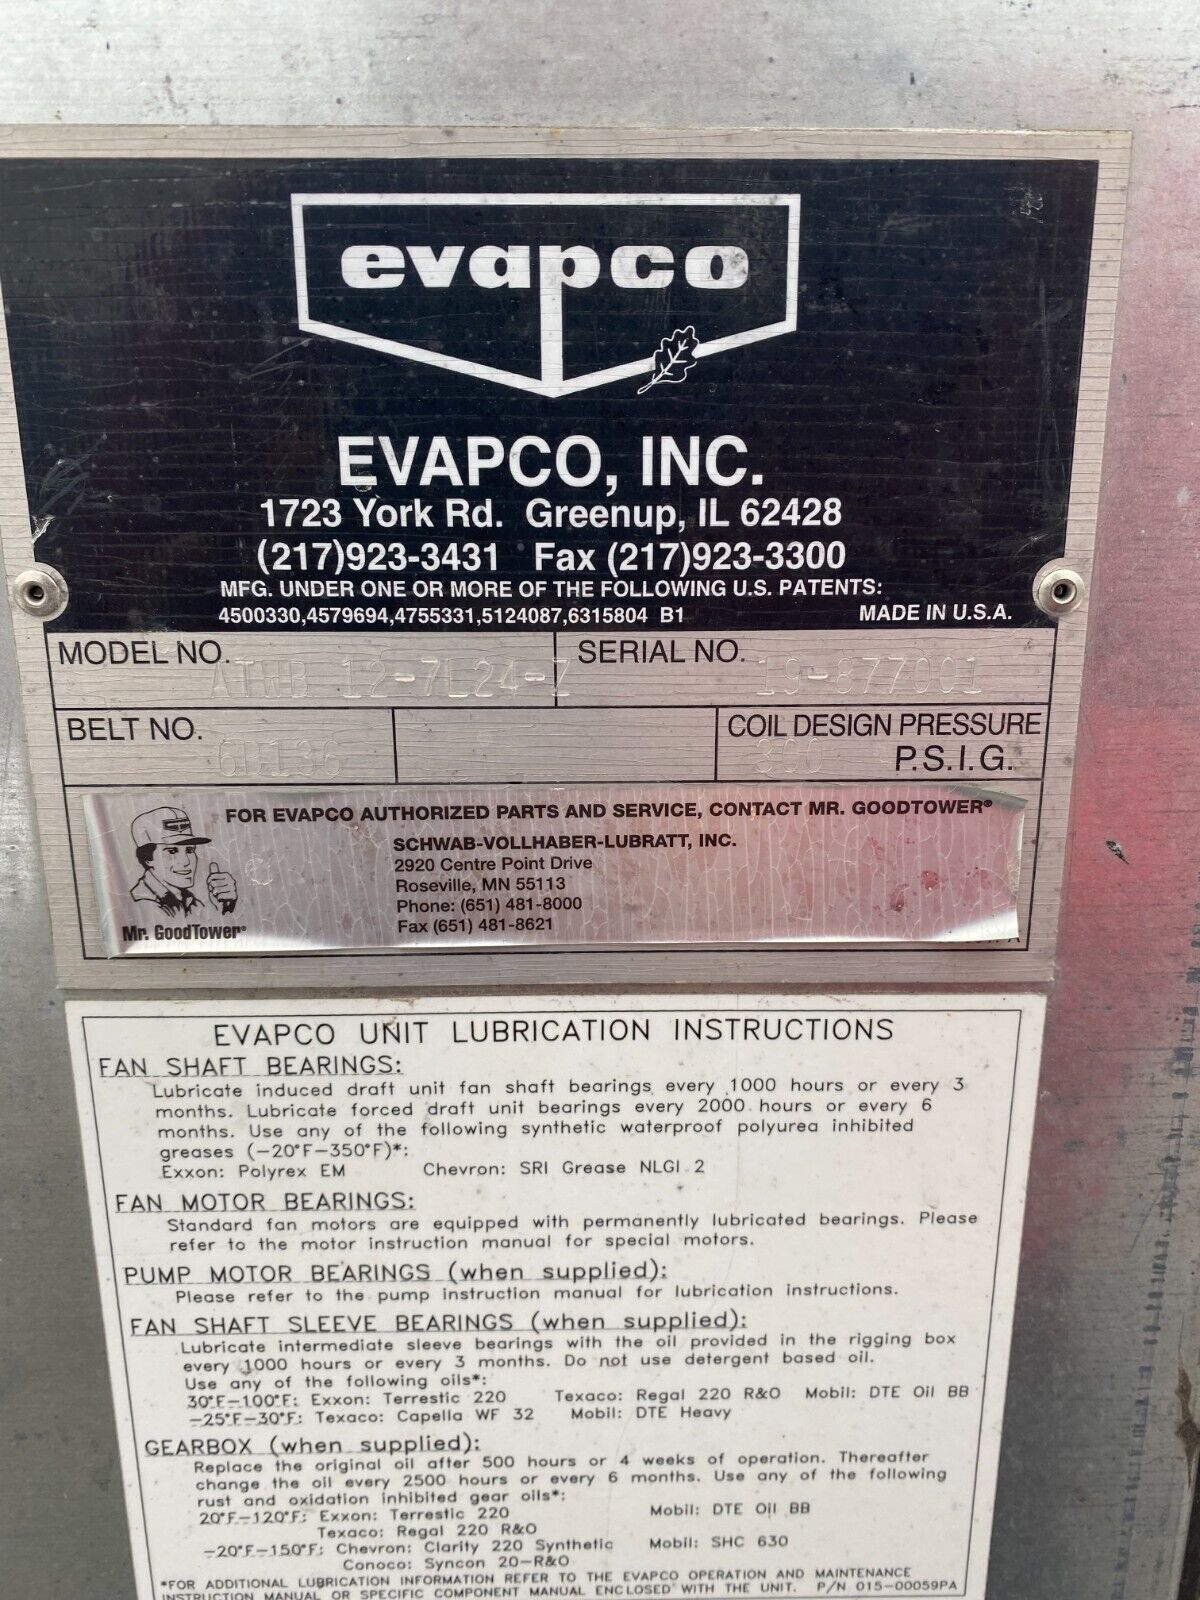 evapco
EVAPCO, INC.
1723 York Rd. Greenup, IL 62428
(217)923-3431 Fax (217)923-3300
MFG. UNDER ONE OR MORE OF THE FOLLOWING U.S. PATENTS:
4500330,4579694,4755331,5124087,6315804 B1 MADE IN U.S.A.
MODEL NO. ATWB 12-7L24-Z SERIAL NO. 19-877001
BELT NO. COIL DESIGN PRESSURE
300 P.S.I.G.
FOR EVAPCO AUTHORIZED PARTS AND SERVICE, CONTACT MR. GOODTOWER®
SCHWAB-VOLLHABER-LUBRATT, INC.
2920 Centre Point Drive
Roseville, MN 55113
Phone: (651) 481-8000
Fax (651) 481-8621
Mr. GoodTower®
EVAPCO UNIT LUBRICATION INSTRUCTIONS
FAN SHAFT BEARINGS:
Lubricate induced draft unit fan shaft bearings every 1000 hours or every 3
months. Lubricate forced draft unit bearings every 2000 hours or every 6
months. Use any of the following synthetic waterproof polyurea inhibited
greases (-20°F-350°F)*:
Exxon: Polyrex EM Chevron: SRI Grease NLGI 2
FAN MOTOR BEARINGS:
Standard fan motors are equipped with permanently lubricated bearings. Please
refer to the motor instruction manual for special motors.
PUMP MOTOR BEARINGS (when supplied):
Please refer to the pump instruction manual for lubrication instructions.
FAN SHAFT SLEEVE BEARINGS (when supplied):
Lubricate intermediate sleeve bearings with the oil provided in the rigging box
every 1000 hours or every 3 months. Do not use detergent based oil.
Use any of the following oils*:
30°F-100°F: Exxon: Terrestic 220 Texaco: Regal 220 R&O Mobil: DTE Oil BB
-25°F-30°F: Texaco: Capella WF 32 Mobil: DTE Heavy
GEARBOX (when supplied):
Replace the original oil after 500 hours or 4 weeks of operation. Thereafter
change the oil every 2500 hours or every 6 months. Use any of the following
rust and oxidation inhibited gear oils*:
20°F-120°F: Exxon: Terrestic 220 Mobil: DTE Oil BB
Texaco: Regal 220 R&O
-20°F-150°F: Chevron: Clarity 220 Synthetic Mobil: SHC 630
Conoco: Syncon 20-R&O
*FOR ADDITIONAL LUBRICATION INFORMATION REFER TO THE EVAPCO OPERATION AND MAINTENANCE
INSTRUCTION MANUAL OR SPECIFIC COMPONENT MANUAL ENCLOSED WITH THE UNIT. P/N 015-00059PA